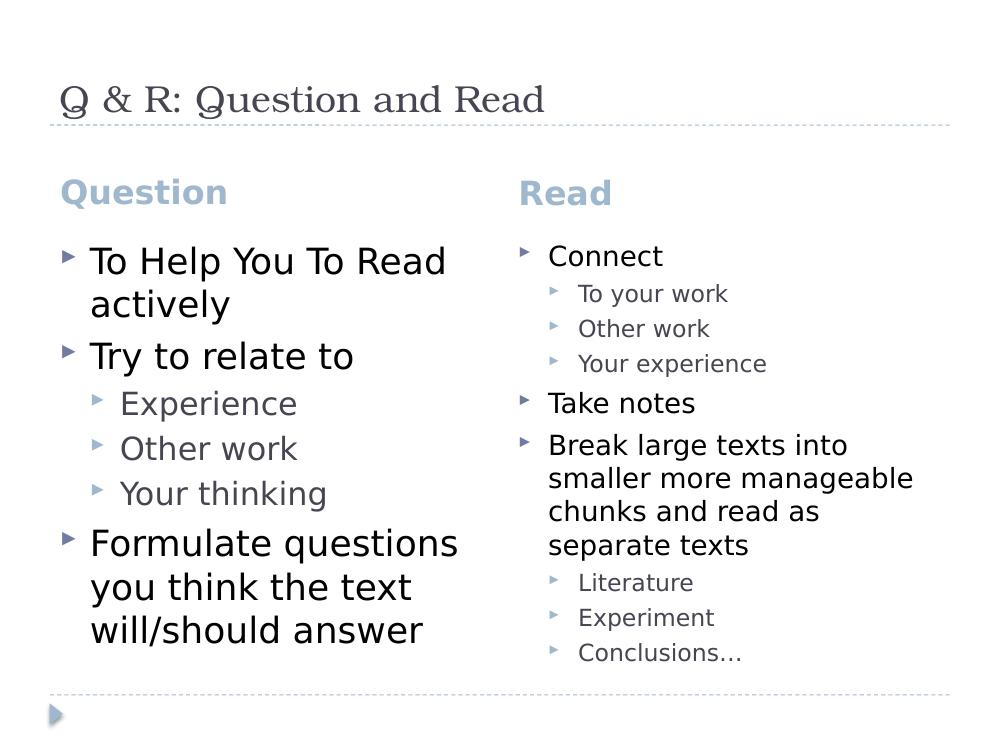 Q & R: Question and Read
Question
To Help You To Read
actively
Try to relate to
Experience
Other work
Your thinking
Formulate questions
you think the text
will/should answer
Read
Connect
To your work
Other work
Your experience
Take notes
Break large texts into
smaller more manageable
chunks and read as
separate texts
Literature
Experiment
Conclusions…